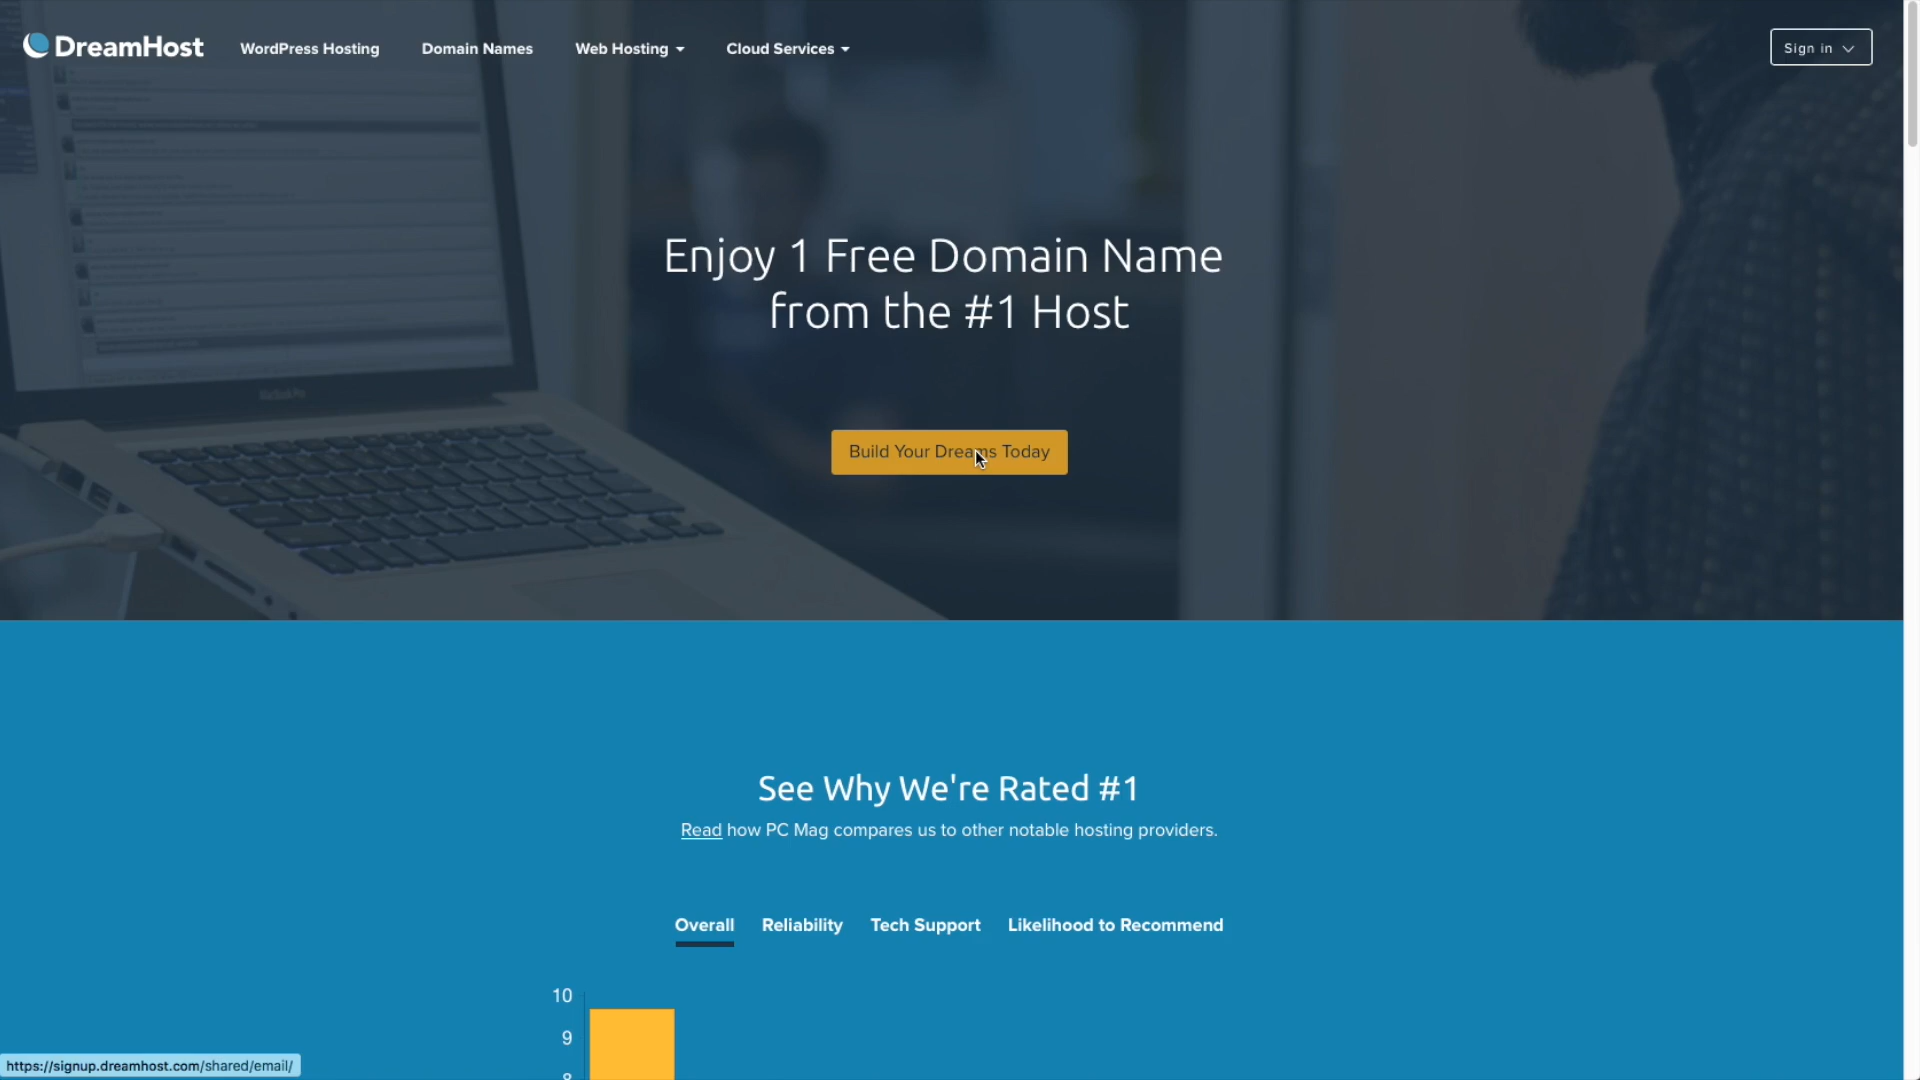 DreamHost
WordPress Hosting
Domain Names
Web Hosting
Cloud Services
Sign in
Enjoy 1 Free Domain Name
from the #1 Host
Build Your Dreams Today
See Why We're Rated #1
Read how PC Mag compares us to other notable hosting providers.
Overall
Reliability
Tech Support
Likelihood to Recommend
10
9
8
https://signup.dreamhost.com/shared/email/